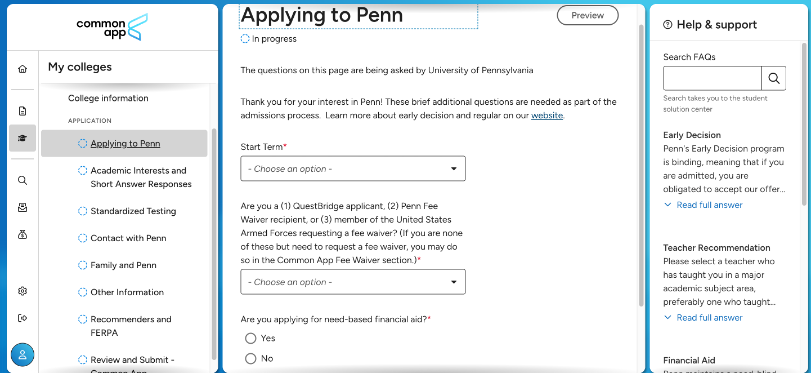 common
app
My colleges
College information
APPLICATION
Applying to Penn
Academic Interests and
Short Answer Responses
Standardized Testing
Contact with Penn
Family and Penn
Other Information
Recommenders and
FERPA
Review and Submit -
Common App
Applying to Penn
Preview
In progress
The questions on this page are being asked by University of Pennsylvania
Thank you for your interest in Penn! These brief additional questions are needed as part of the
admissions process. Learn more about early decision and regular on our website.
Start Term*
- Choose an option -
Are you a (1) QuestBridge applicant, (2) Penn Fee
Waiver recipient, or (3) member of the United States
Armed Forces requesting a fee waiver? (If you are none
of these but need to request a fee waiver, you may do
so in the Common App Fee Waiver section.)*
- Choose an option -
Are you applying for need-based financial aid?*
Yes
No
Help & support
Search FAQs
Search takes you to the student
solution center
Early Decision
Penn's Early Decision program
is binding, meaning that if you
are admitted, you are
obligated to accept our offer...
Read full answer
Teacher Recommendation
Please select a teacher who
has taught you in a major
academic subject area,
preferably one who taught...
Read full answer
Financial Aid